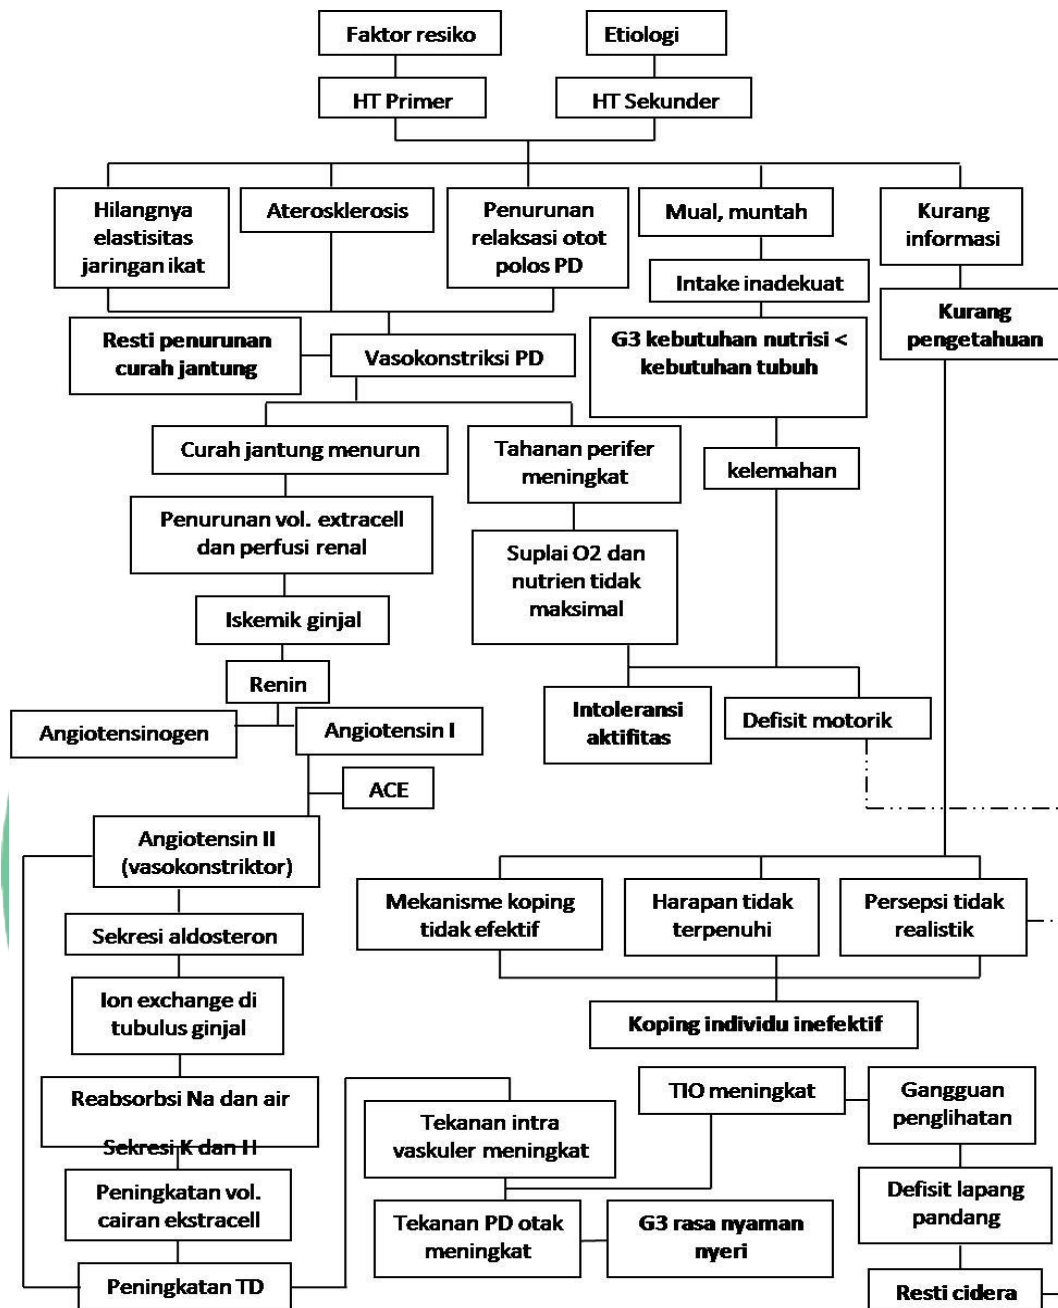 Faktor resiko
Etiologi
HT Primer
HT Sekunder
Hilangnya
elastisitas
jaringan ikat
Aterosklerosis
Penurunan
relaksasi otot
polos PD
Mual, muntah
Kurang
informasi
Intake inadekuat
Kurang
pengetahuan
Resti penurunan
curah jantung
Vasokonstriksi PD
G3 kebutuhan nutrisi <
kebutuhan tubuh
Curah jantung menurun
Tahanan perifer
meningkat
kelemahan
Penurunan vol. extracell
dan perfusi renal
Suplai O2 dan
nutrien tidak
maksimal
Iskemik ginjal
Renin
Angiotensinogen
Angiotensin I
Intoleransi
aktifitas
Defisit motorik
ACE
Angiotensin II
(vasokonstriktor)
Mekanisme koping
tidak efektif
Harapan tidak
terpenuhi
Persepsi tidak
realistik
Sekresi aldosteron
Ion exchange di
tubulus ginjal
Koping individu inefektif
Reabsorbsi Na dan air
Sekresi K dan H
Tekanan intra
vaskuler meningkat
TIO meningkat
Gangguan
penglihatan
Peningkatan vol.
cairan ekstracell
Tekanan PD otak
meningkat
G3 rasa nyaman
nyeri
Defisit lapang
pandang
Peningkatan TD
Resti cidera